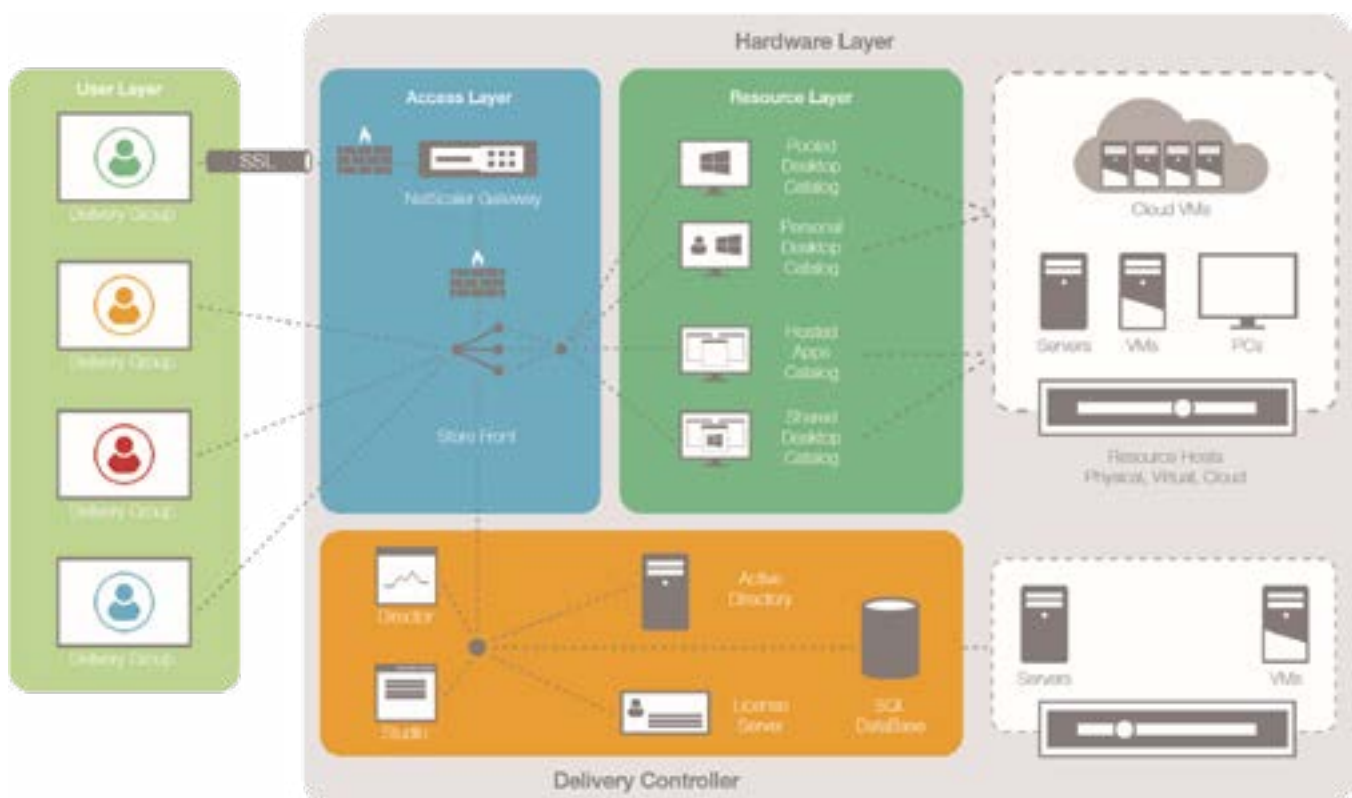 Hardware Layer
User Layer
Access Layer
Resource Layer
SSL
Delivery Group
Delivery Group
Delivery Group
Delivery Group
NetScaler Gateway
Store Front
Pooled
Desktop
Catalog
Personal
Desktop
Catalog
Hosted
Apps
Catalog
Shared
Desktop
Catalog
Cloud VMs
Servers
VMs
PCs
Resource Hosts
Physical, Virtual, Cloud
Director
Studio
Active
Directory
License
Server
SQL
DataBase
Servers
VMs
Delivery Controller